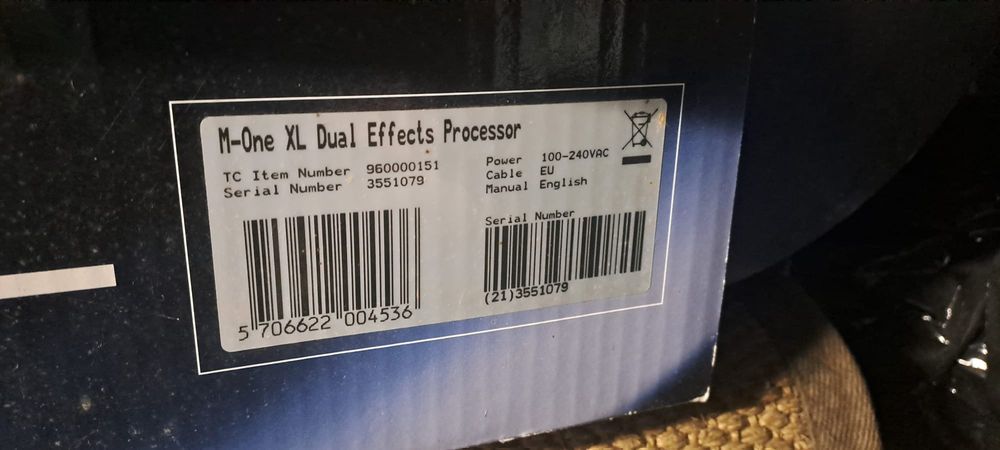 M-One XL Dual Effects Processor
TC Item Number 960000151
Serial Number 3551079
Power 100-240VAC
Cable EU
Manual English
Serial Number
5 706622 004536
(21)3551079